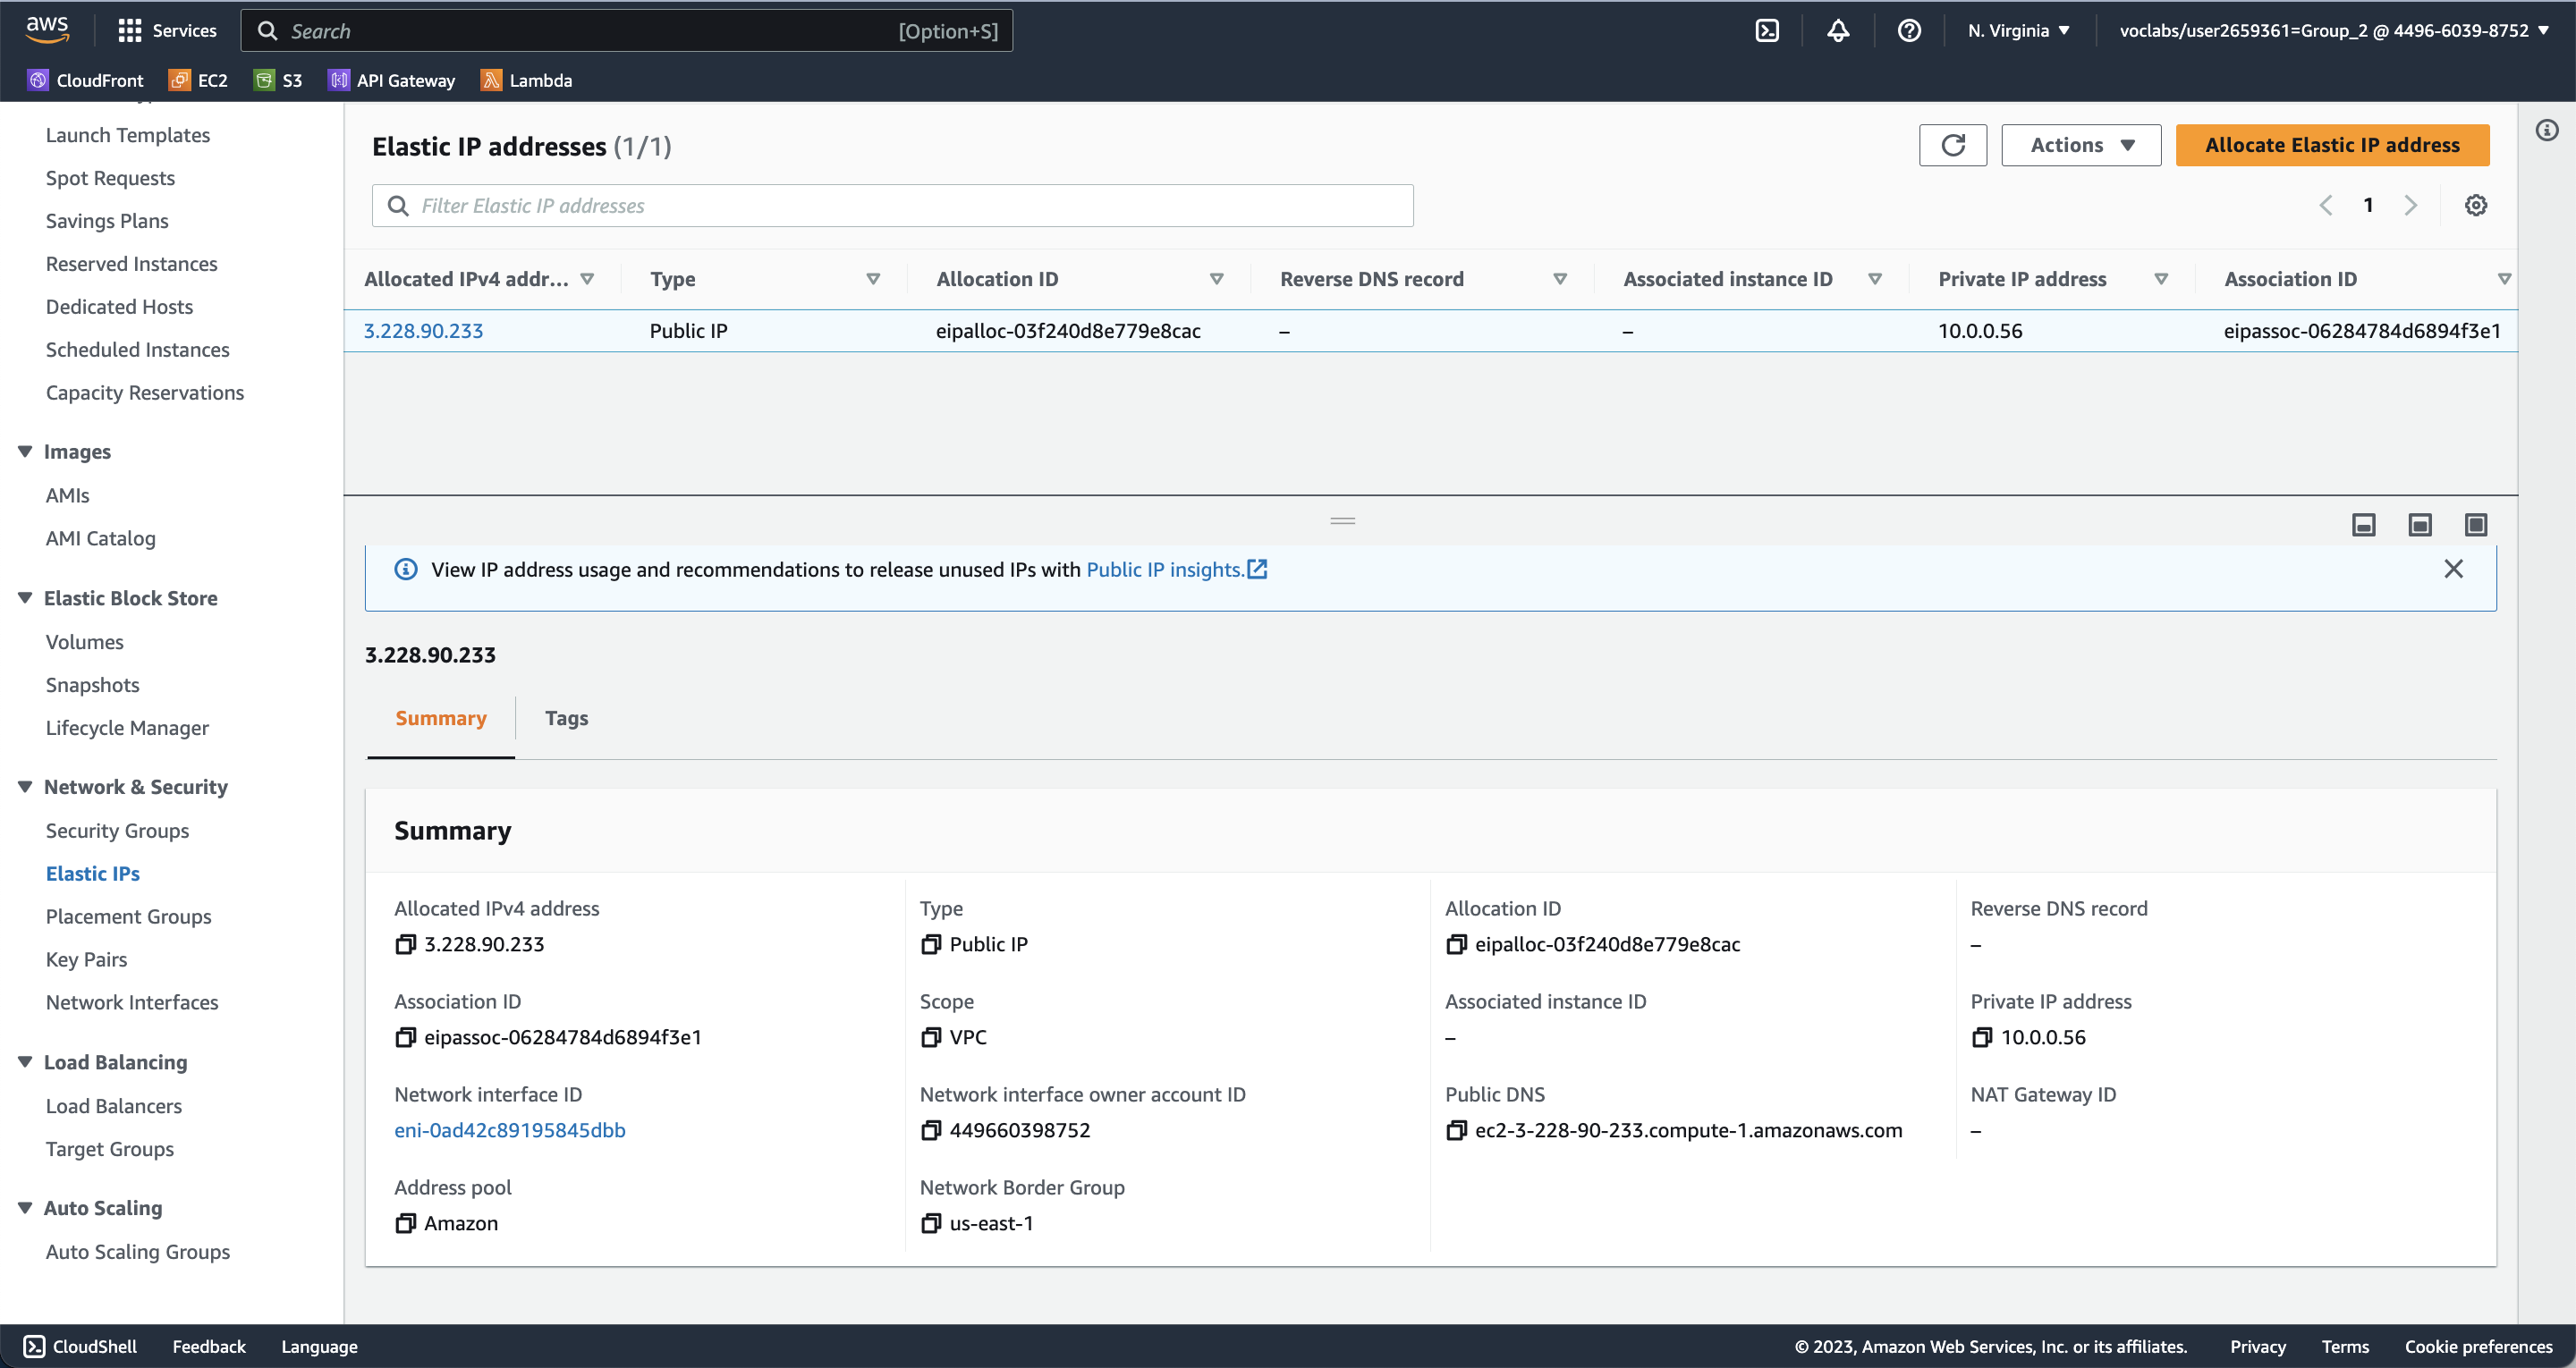 aws
Services
Search
[Option+S]
N. Virginia
voclabs/user2659361=Group_2 @ 4496-6039-8752
CloudFront
EC2
S3
API Gateway
Lambda
Launch Templates
Spot Requests
Savings Plans
Reserved Instances
Dedicated Hosts
Scheduled Instances
Capacity Reservations
Images
AMIs
AMI Catalog
Elastic Block Store
Volumes
Snapshots
Lifecycle Manager
Network & Security
Security Groups
Elastic IPs
Placement Groups
Key Pairs
Network Interfaces
Load Balancing
Load Balancers
Target Groups
Auto Scaling
Auto Scaling Groups
Elastic IP addresses (1/1)
Actions
Allocate Elastic IP address
Filter Elastic IP addresses
1
Allocated IPv4 addr... Type Allocation ID Reverse DNS record Associated instance ID Private IP address Association ID
3.228.90.233 Public IP eipalloc-03f240d8e779e8cac – – 10.0.0.56 eipassoc-06284784d6894f3e1
View IP address usage and recommendations to release unused IPs with Public IP insights.
3.228.90.233
Summary Tags
Summary
Allocated IPv4 address
3.228.90.233
Type
Public IP
Allocation ID
eipalloc-03f240d8e779e8cac
Reverse DNS record
–
Association ID
eipassoc-06284784d6894f3e1
Scope
VPC
Associated instance ID
–
Private IP address
10.0.0.56
Network interface ID
eni-0ad42c89195845dbb
Network interface owner account ID
449660398752
Public DNS
ec2-3-228-90-233.compute-1.amazonaws.com
NAT Gateway ID
–
Address pool
Amazon
Network Border Group
us-east-1
CloudShell
Feedback
Language
© 2023, Amazon Web Services, Inc. or its affiliates.
Privacy
Terms
Cookie preferences